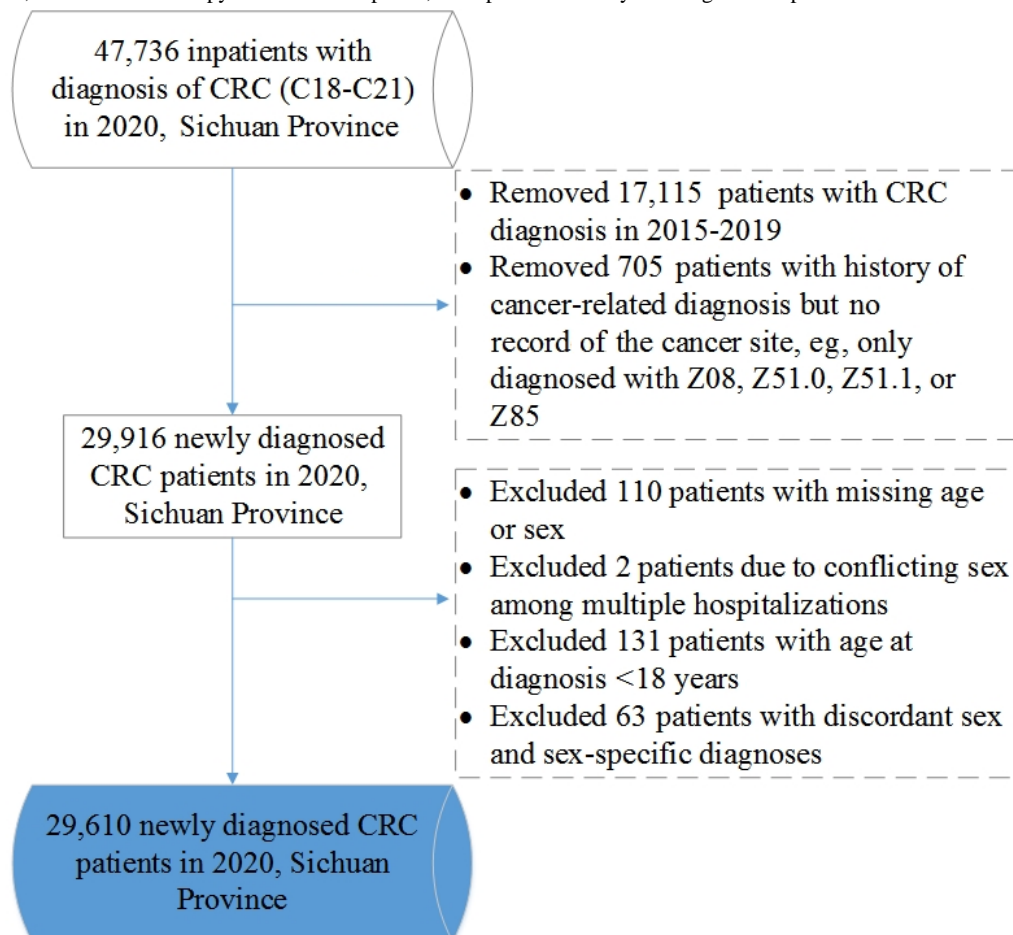 47,736 inpatients with
diagnosis of CRC (C18-C21)
in 2020, Sichuan Province
● Removed 17,115 patients with CRC
diagnosis in 2015-2019
● Removed 705 patients with history of
cancer-related diagnosis but no
record of the cancer site, eg, only
diagnosed with Z08, Z51.0, Z51.1, or
Z85
29,916 newly diagnosed
CRC patients in 2020,
Sichuan Province
● Excluded 110 patients with missing age
or sex
● Excluded 2 patients due to conflicting sex
among multiple hospitalizations
● Excluded 131 patients with age at
diagnosis <18 years
● Excluded 63 patients with discordant sex
and sex-specific diagnoses
29,610 newly diagnosed CRC
patients in 2020, Sichuan
Province